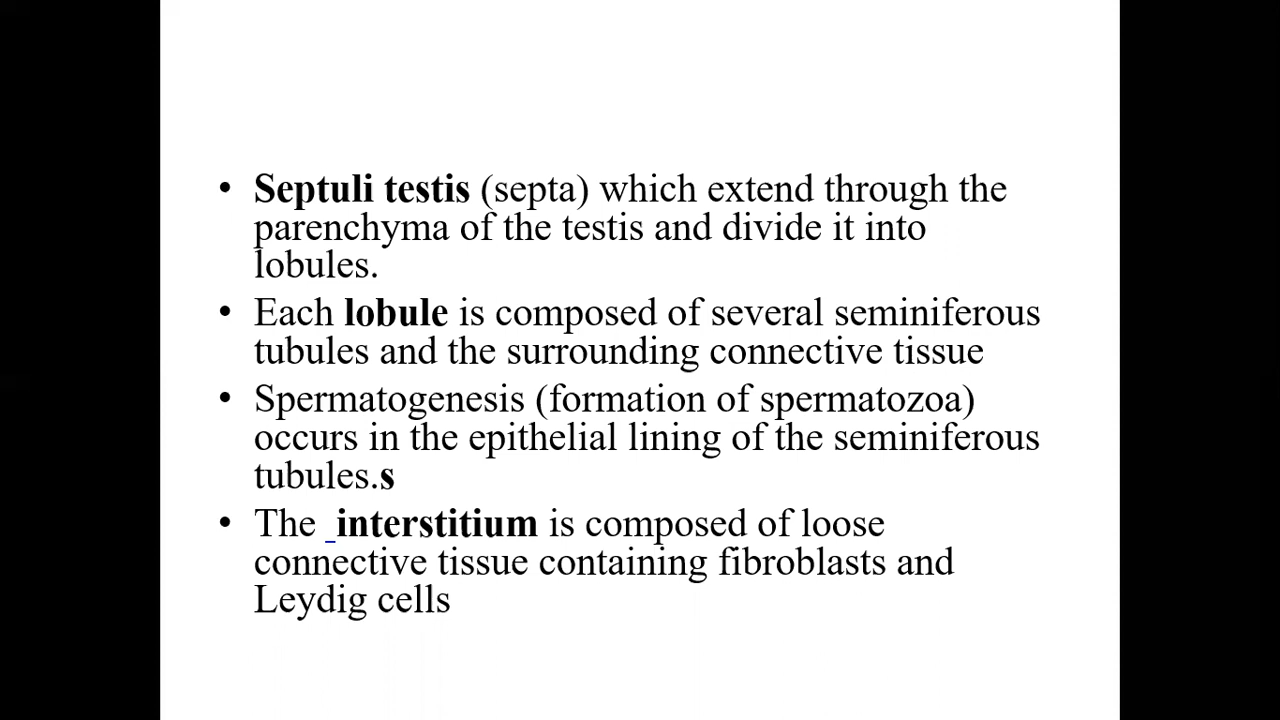 • Septuli testis (septa) which extend through the
parenchyma of the testis and divide it into
lobules.
• Each lobule is composed of several seminiferous
tubules and the surrounding connective tissue
• Spermatogenesis (formation of spermatozoa)
occurs in the epithelial lining of the seminiferous
tubules.s
• The interstitium is composed of loose
connective tissue containing fibroblasts and
Leydig cells